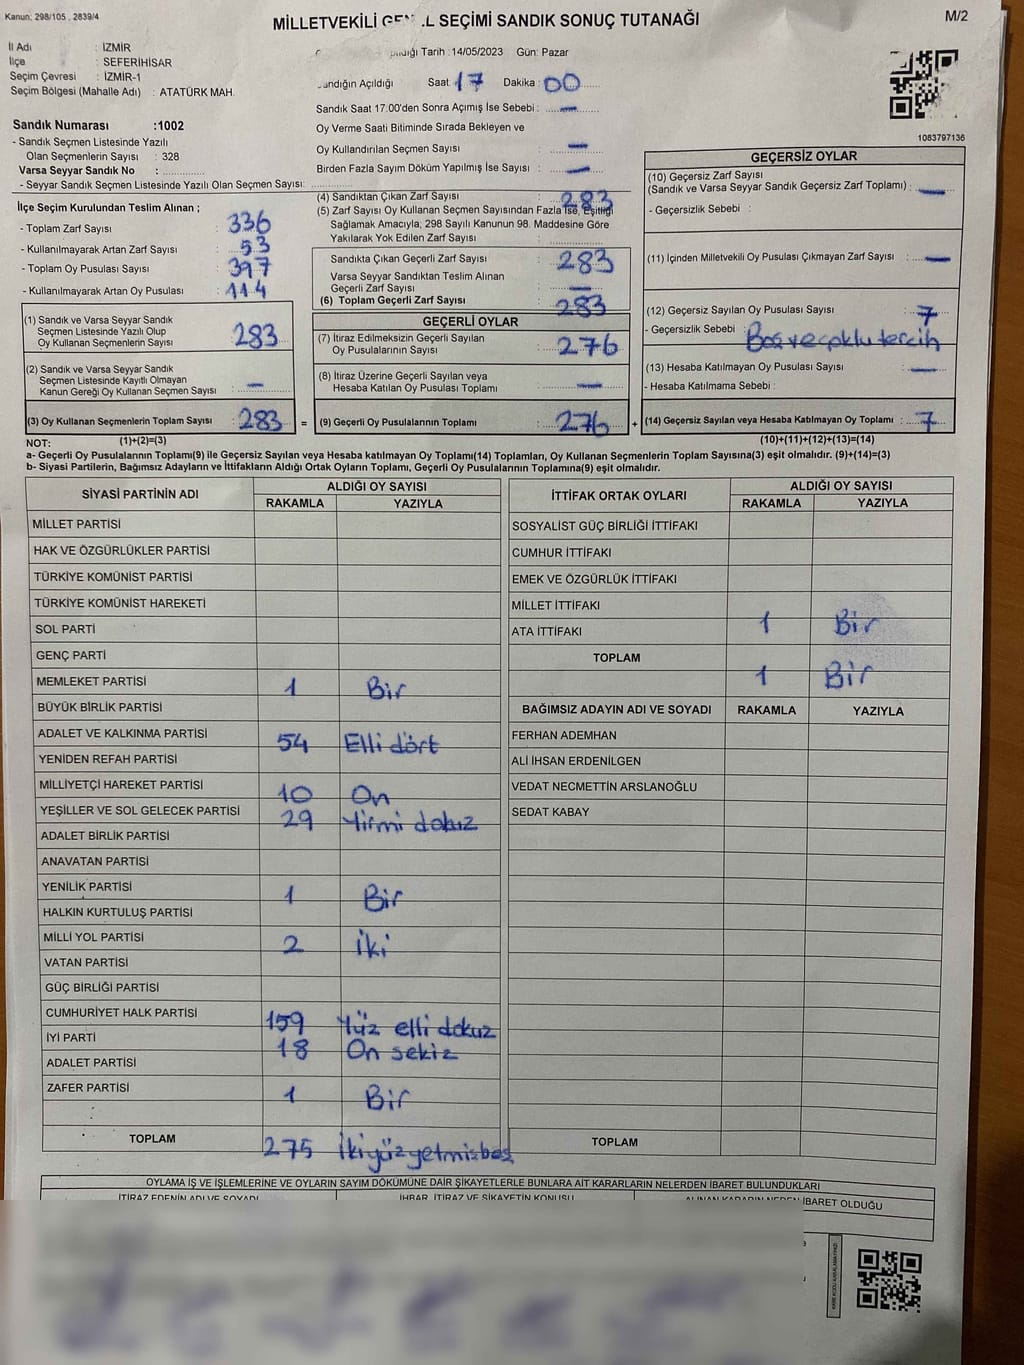 Kanun; 298/105 , 2839/4
MİLLETVEKİLİ SEÇİMİ SANDIK SONUÇ TUTANAĞI
M/2
İl Adı : İZMİR
İlçe : SEFERİHİSAR
Seçim Çevresi : İZMİR-1
Seçim Bölgesi (Mahalle Adı) : ATATÜRK MAH.
Tarih :14/05/2023 Gün: Pazar
Açıldığı Saat 17 Dakika : 00
Sandık Saat 17:00'den Sonra Açımış İse Sebebi : —
Oy Verme Saati Bitiminde Sırada Bekleyen ve
Oy Kullandırılan Seçmen Sayısı : —
Birden Fazla Sayım Döküm Yapılmış İse Sayısı : —
Sandık Numarası :1002
- Sandık Seçmen Listesinde Yazılı
Olan Seçmenlerin Sayısı : 328
Varsa Seyyar Sandık No :
- Seyyar Sandık Seçmen Listesinde Yazılı Olan Seçmen Sayısı:
1083797136
İlçe Seçim Kurulundan Teslim Alınan ;
- Toplam Zarf Sayısı : 336
- Kullanılmayarak Artan Zarf Sayısı : 53
- Toplam Oy Pusulası Sayısı : 397
- Kullanılmayarak Artan Oy Pusulası : 114
(1) Sandık ve Varsa Seyyar Sandık
Seçmen Listesinde Yazılı Olup
Oy Kullanan Seçmenlerin Sayısı : 283
(2) Sandık ve Varsa Seyyar Sandık
Seçmen Listesinde Kayıtlı Olmayan
Kanun Gereği Oy Kullanan Seçmen Sayısı : —
(3) Oy Kullanan Seçmenlerin Toplam Sayısı : 283 =
(4) Sandıktan Çıkan Zarf Sayısı : 283
(5) Zarf Sayısı Oy Kullanan Seçmen Sayısından Fazla İse, Eşitliği
Sağlamak Amacıyla, 298 Sayılı Kanunun 98. Maddesine Göre
Yakılarak Yok Edilen Zarf Sayısı :
Sandıkta Çıkan Geçerli Zarf Sayısı : 283
Varsa Seyyar Sandıktan Teslim Alınan
Geçerli Zarf Sayısı : —
(6) Toplam Geçerli Zarf Sayısı : 283
GEÇERLİ OYLAR
(7) İtiraz Edilmeksizin Geçerli Sayılan
Oy Pusulalarının Sayısı : 276
(8) İtiraz Üzerine Geçerli Sayılan veya
Hesaba Katılan Oy Pusulası Toplamı : —
(9) Geçerli Oy Pusulalarının Toplamı : 276 +
GEÇERSİZ OYLAR
(10) Geçersiz Zarf Sayısı
(Sandık ve Varsa Seyyar Sandık Geçersiz Zarf Toplamı) : —
- Geçersizlik Sebebi :
(11) İçinden Milletvekili Oy Pusulası Çıkmayan Zarf Sayısı : —
(12) Geçersiz Sayılan Oy Pusulası Sayısı : 7
- Geçersizlik Sebebi : Boş ve çoklu tercih
(13) Hesaba Katılmayan Oy Pusulası Sayısı : —
- Hesaba Katılmama Sebebi :
(14) Geçersiz Sayılan veya Hesaba Katılmayan Oy Toplamı : 7
NOT: (1)+(2)=(3)
(10)+(11)+(12)+(13)=(14)
a- Geçerli Oy Pusulalarının Toplamı(9) ile Geçersiz Sayılan veya Hesaba katılmayan Oy Toplamı(14) Toplamları, Oy Kullanan Seçmenlerin Toplam Sayısına(3) eşit olmalıdır. (9)+(14)=(3)
b- Siyasi Partilerin, Bağımsız Adayların ve İttifakların Aldığı Ortak Oyların Toplamı, Geçerli Oy Pusulalarının Toplamına(9) eşit olmalıdır.
SİYASİ PARTİNİN ADI
ALDIĞI OY SAYISI
RAKAMLA YAZIYLA
MİLLET PARTİSİ
HAK VE ÖZGÜRLÜKLER PARTİSİ
TÜRKİYE KOMÜNİST PARTİSİ
TÜRKİYE KOMÜNİST HAREKETİ
SOL PARTİ
GENÇ PARTİ
MEMLEKET PARTİSİ 1 Bir
BÜYÜK BİRLİK PARTİSİ
ADALET VE KALKINMA PARTİSİ 54 Elli dört
YENİDEN REFAH PARTİSİ
MİLLİYETÇİ HAREKET PARTİSİ 10 On
YEŞİLLER VE SOL GELECEK PARTİSİ 29 Yirmi dokuz
ADALET BİRLİK PARTİSİ
ANAVATAN PARTİSİ
YENİLİK PARTİSİ 1 Bir
HALKIN KURTULUŞ PARTİSİ
MİLLİ YOL PARTİSİ 2 İki
VATAN PARTİSİ
GÜÇ BİRLİĞİ PARTİSİ
CUMHURİYET HALK PARTİSİ 159 Yüz elli dokuz
İYİ PARTİ 18 On sekiz
ADALET PARTİSİ
ZAFER PARTİSİ 1 Bir
TOPLAM 275 İkiyüzyetmişbeş
İTTİFAK ORTAK OYLARI
ALDIĞI OY SAYISI
RAKAMLA YAZIYLA
SOSYALİST GÜÇ BİRLİĞİ İTTİFAKI
CUMHUR İTTİFAKI
EMEK VE ÖZGÜRLÜK İTTİFAKI
MİLLET İTTİFAKI 1 Bir
ATA İTTİFAKI
TOPLAM 1 Bir
BAĞIMSIZ ADAYIN ADI VE SOYADI RAKAMLA YAZIYLA
FERHAN ADEMHAN
ALİ İHSAN ERDENİLGEN
VEDAT NECMETTİN ARSLANOĞLU
SEDAT KABAY
TOPLAM
OYLAMA İŞ VE İŞLEMLERİNE VE OYLARIN SAYIM DÖKÜMÜNE DAİR ŞİKAYETLERLE BUNLARA AİT KARARLARIN NELERDEN İBARET BULUNDUKLARI
İTİRAZ EDENİN ADI VE SOYADI
İHBAR, İTİRAZ VE ŞİKAYETİN KONUSU
ALINAN KARARIN NEDEN İBARET OLDUĞU